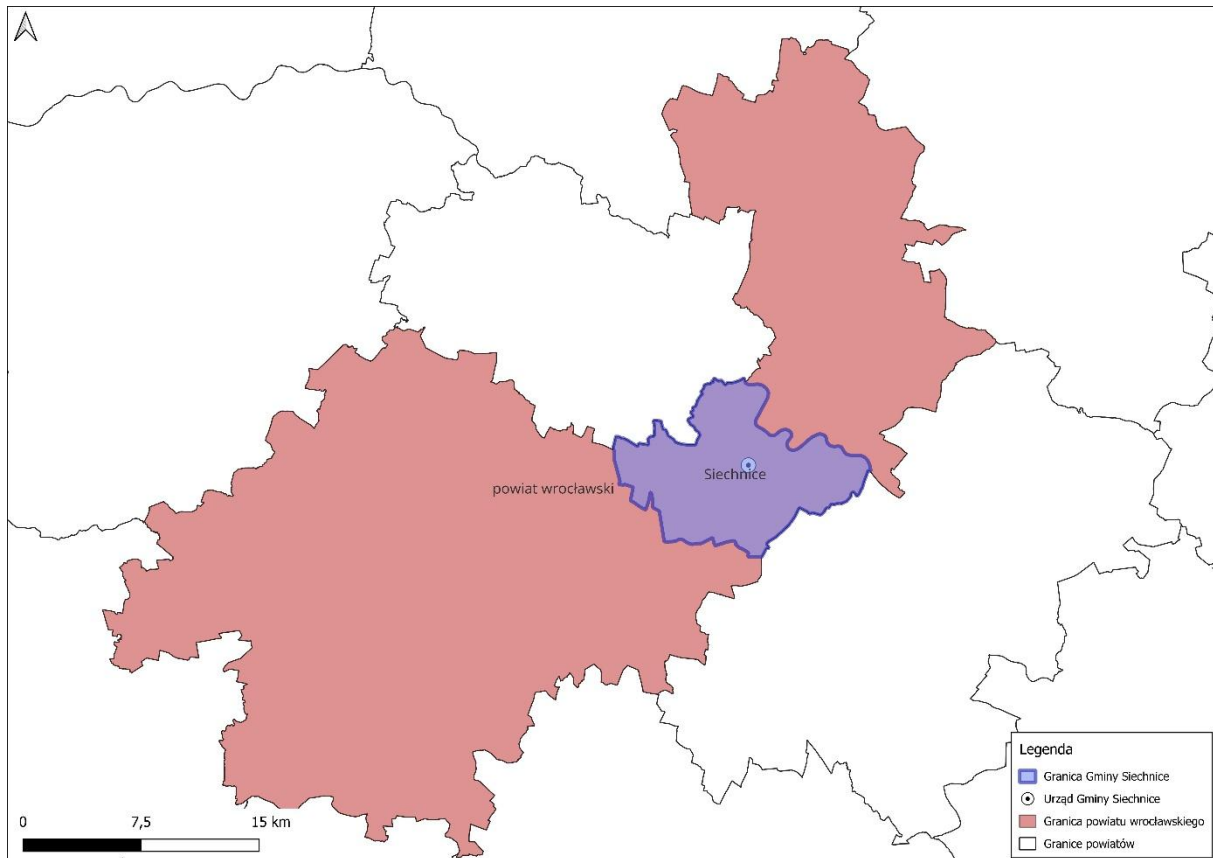 Siechnice
powiat wrocławski
Legenda
Granica Gminy Siechnice
Urząd Gminy Siechnice
Granica powiatu wrocławskiego
Granice powiatów
0 7,5 15 km